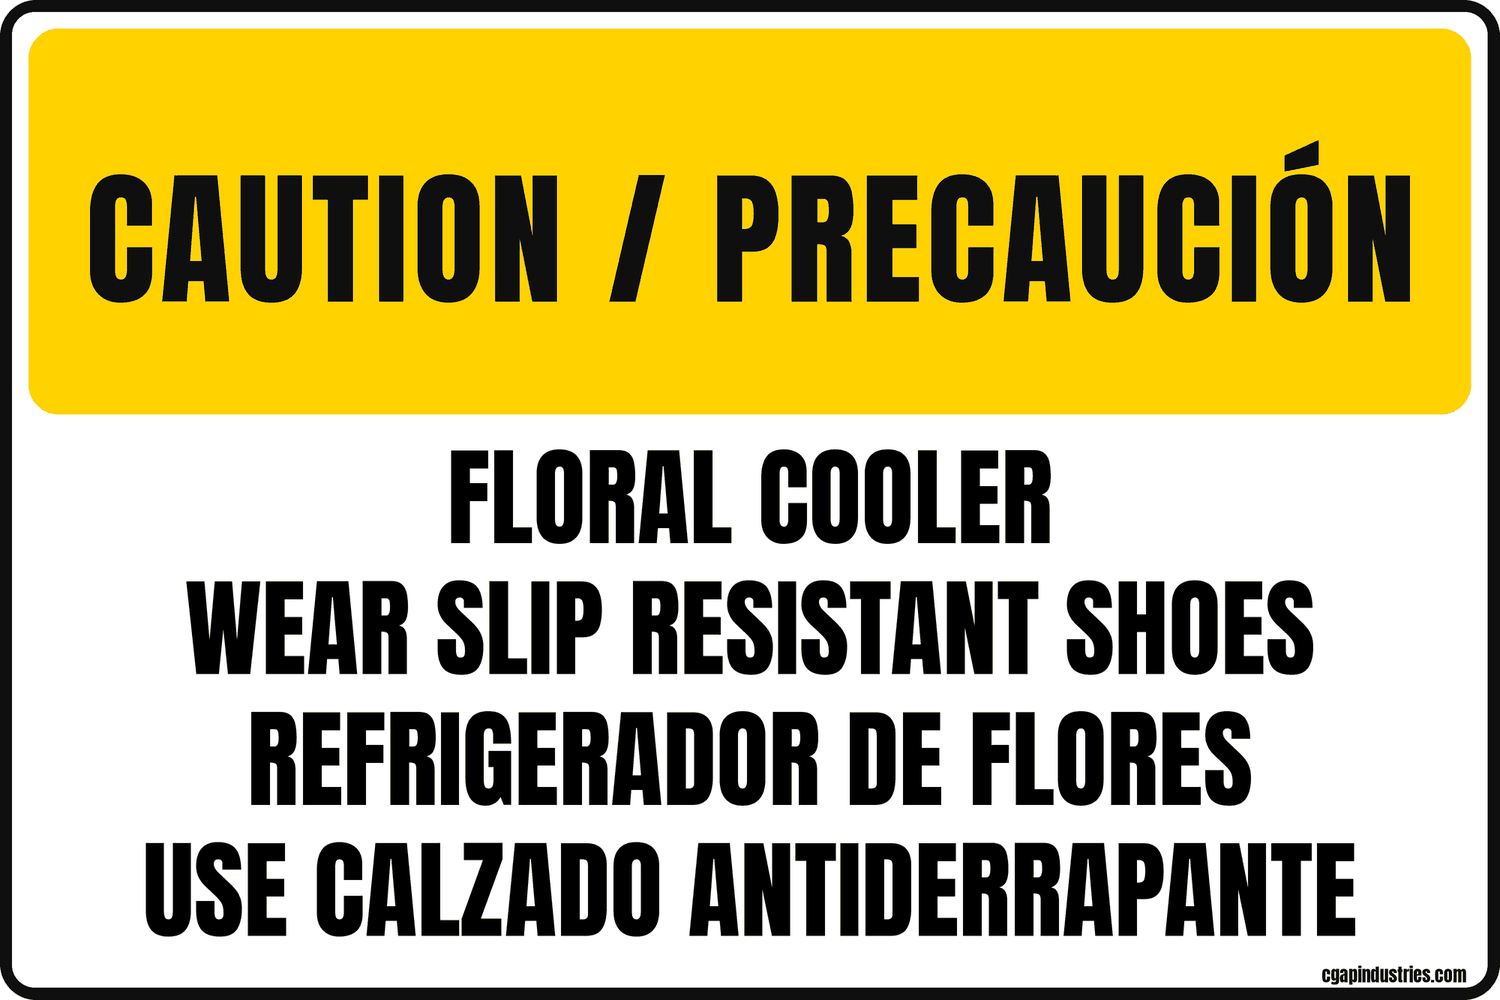 CAUTION / PRECAUCIÓN
FLORAL COOLER
WEAR SLIP RESISTANT SHOES
REFRIGERADOR DE FLORES
USE CALZADO ANTIDERRAPANTE
cgapindustries.com